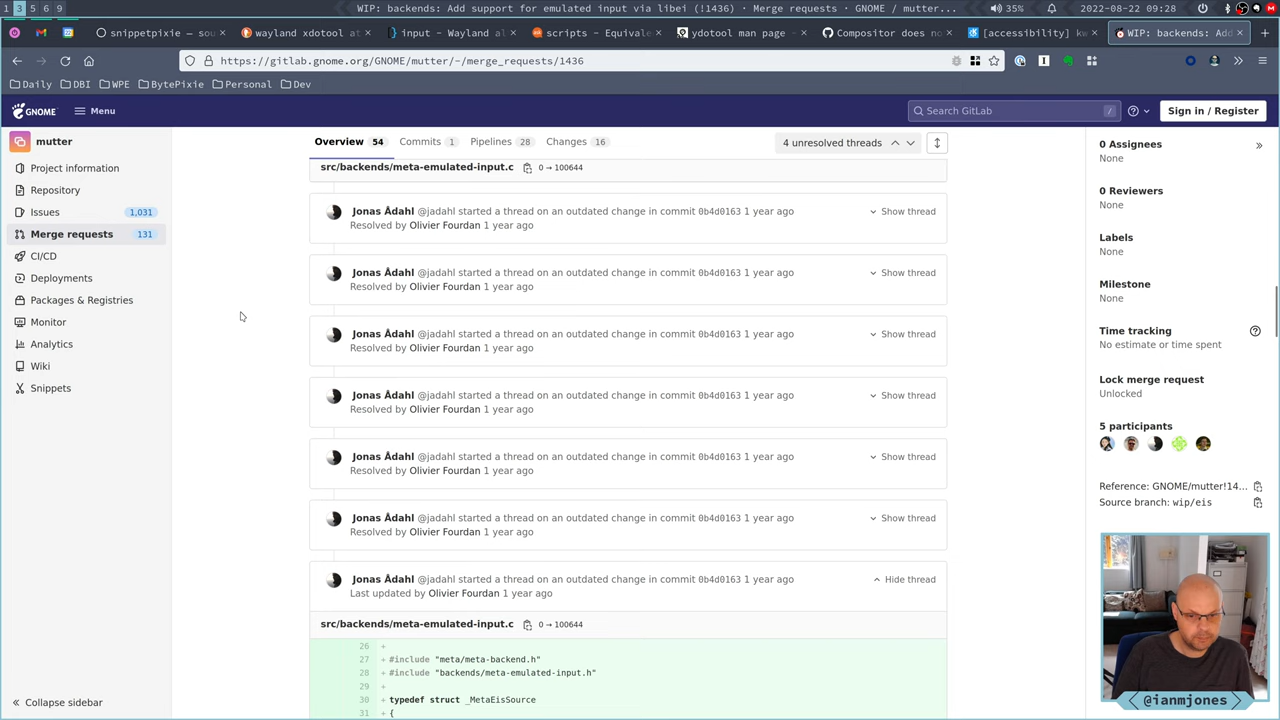 1 3 5 6 9
WIP: backends: Add support for emulated input via libei (!1436) · Merge requests · GNOME / mutter...
35%
2022-08-22 09:28
snippetpixie — sou
wayland xdotool at
input - Wayland al
scripts - Equivale
ydotool man page —
Compositor does no
[accessibility] kw
WIP: backends: Add
https://gitlab.gnome.org/GNOME/mutter/-/merge_requests/1436
Daily
DBI
WPE
BytePixie
Personal
Dev
GNOME
Menu
Search GitLab
/
Sign in / Register
mutter
Project information
Repository
Issues 1,031
Merge requests 131
CI/CD
Deployments
Packages & Registries
Monitor
Analytics
Wiki
Snippets
Collapse sidebar
Overview 54
Commits 1
Pipelines 28
Changes 16
4 unresolved threads
src/backends/meta-emulated-input.c 0 → 100644
Jonas Ådahl @jadahl started a thread on an outdated change in commit 0b4d0163 1 year ago
Show thread
Resolved by Olivier Fourdan 1 year ago
Jonas Ådahl @jadahl started a thread on an outdated change in commit 0b4d0163 1 year ago
Show thread
Resolved by Olivier Fourdan 1 year ago
Jonas Ådahl @jadahl started a thread on an outdated change in commit 0b4d0163 1 year ago
Show thread
Resolved by Olivier Fourdan 1 year ago
Jonas Ådahl @jadahl started a thread on an outdated change in commit 0b4d0163 1 year ago
Show thread
Resolved by Olivier Fourdan 1 year ago
Jonas Ådahl @jadahl started a thread on an outdated change in commit 0b4d0163 1 year ago
Show thread
Resolved by Olivier Fourdan 1 year ago
Jonas Ådahl @jadahl started a thread on an outdated change in commit 0b4d0163 1 year ago
Show thread
Resolved by Olivier Fourdan 1 year ago
Jonas Ådahl @jadahl started a thread on an outdated change in commit 0b4d0163 1 year ago
Hide thread
Last updated by Olivier Fourdan 1 year ago
src/backends/meta-emulated-input.c 0 → 100644
26 +
27 + #include "meta/meta-backend.h"
28 + #include "backends/meta-emulated-input.h"
29 +
30 + typedef struct _MetaEisSource
31 + {
0 Assignees
None
0 Reviewers
None
Labels
None
Milestone
None
Time tracking
No estimate or time spent
Lock merge request
Unlocked
5 participants
Reference: GNOME/mutter!14...
Source branch: wip/eis
@ianmjones